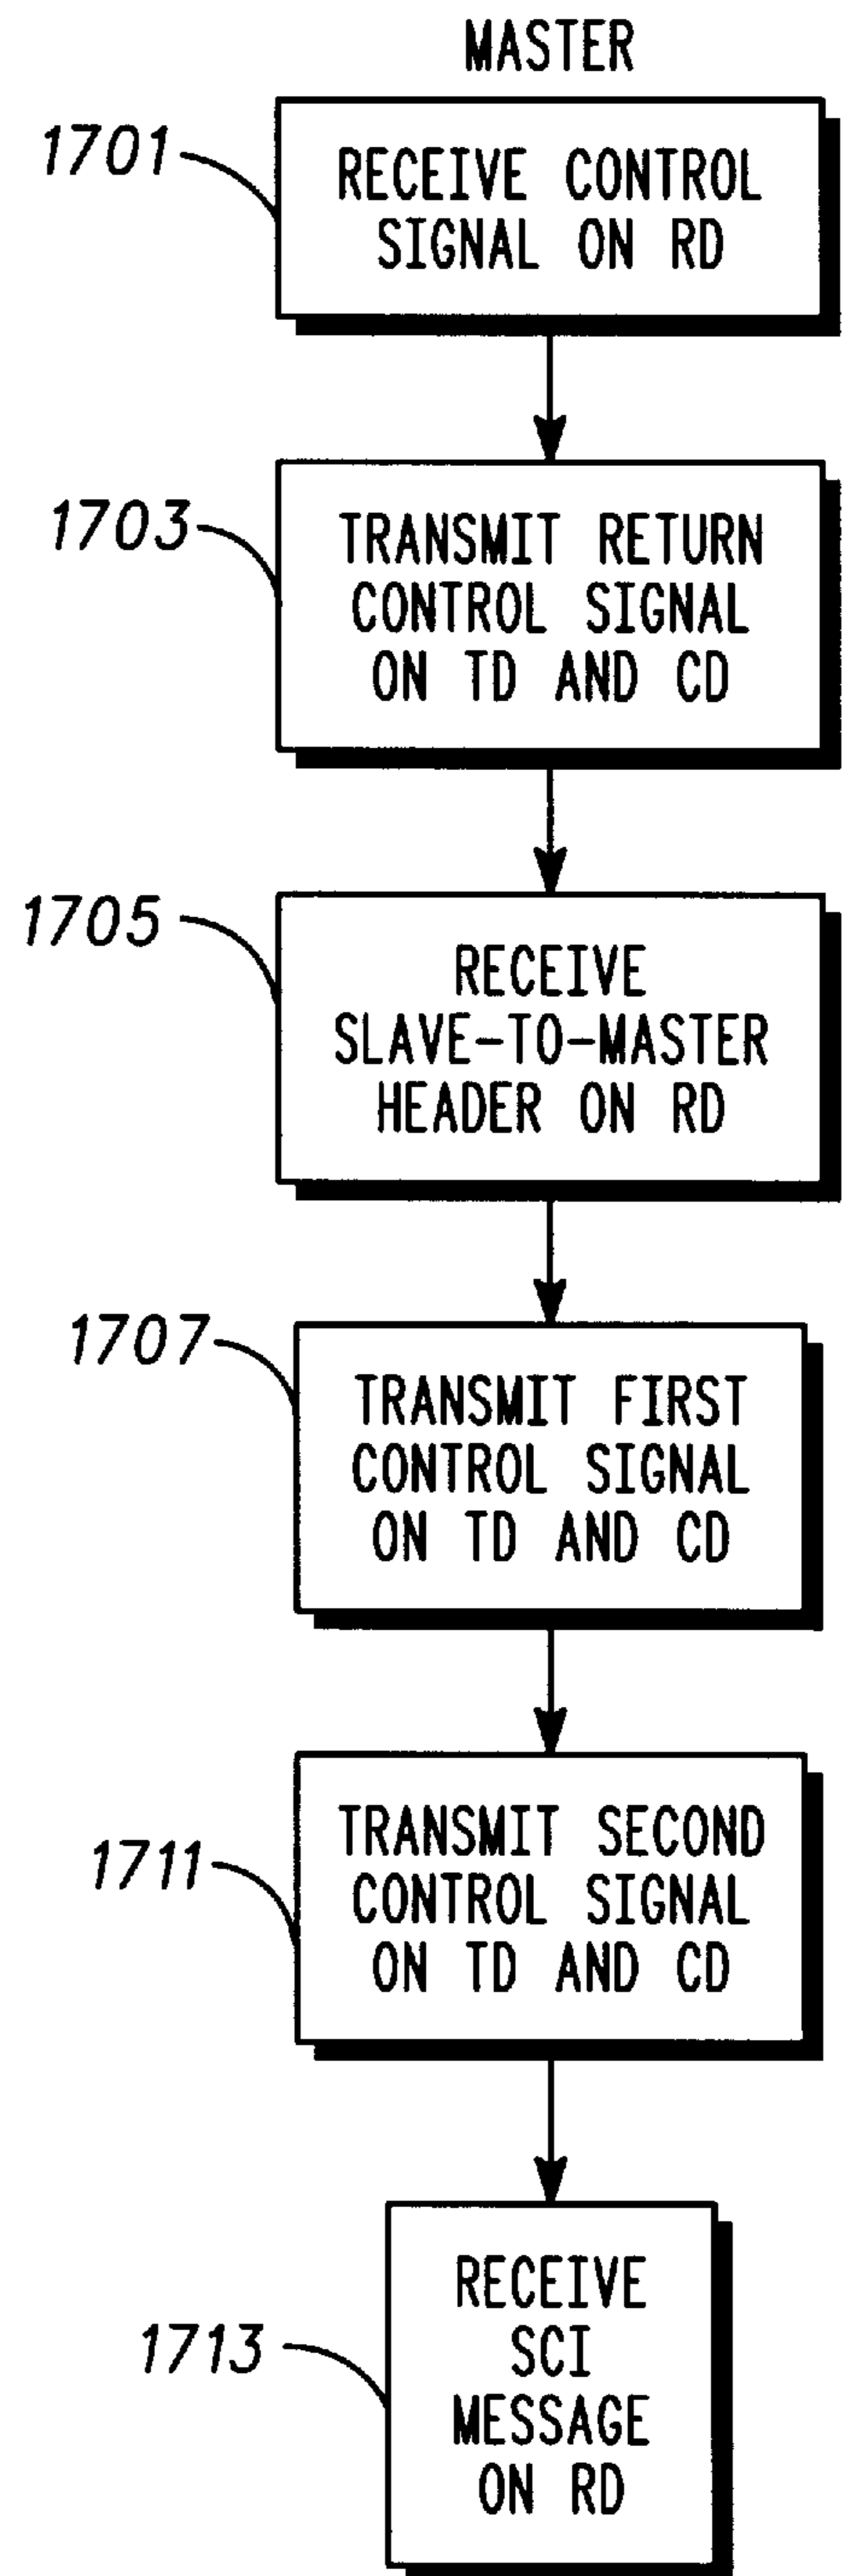 MASTER
1701
RECEIVE CONTROL
SIGNAL ON RD
1703
TRANSMIT RETURN
CONTROL SIGNAL
ON TD AND CD
1705
RECEIVE
SLAVE-TO-MASTER
HEADER ON RD
1707
TRANSMIT FIRST
CONTROL SIGNAL
ON TD AND CD
1711
TRANSMIT SECOND
CONTROL SIGNAL
ON TD AND CD
1713
RECEIVE
SCI
MESSAGE
ON RD